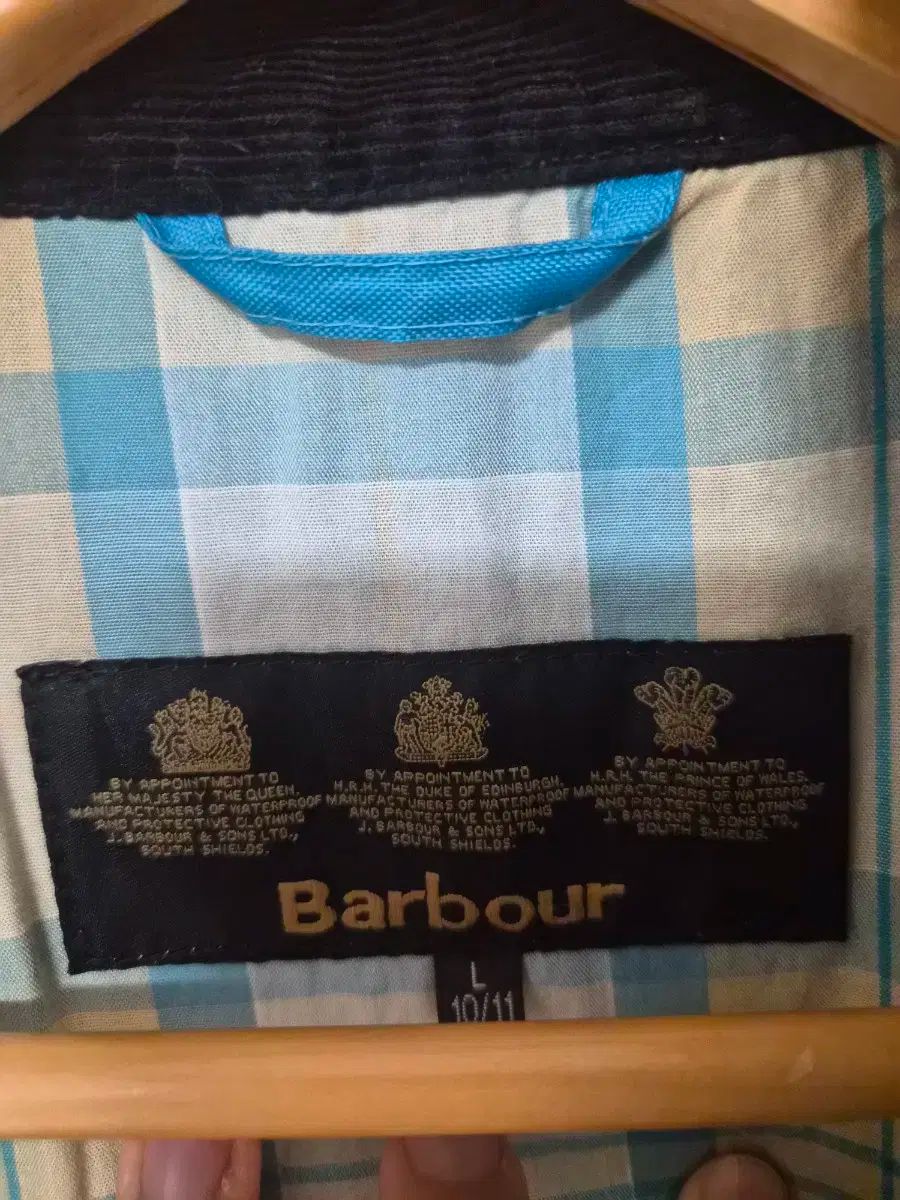 BY APPOINTMENT TO
HER MAJESTY THE QUEEN,
MANUFACTURERS OF WATERPROOF
AND PROTECTIVE CLOTHING
J. BARBOUR & SONS LTD.,
SOUTH SHIELDS.
BY APPOINTMENT TO
H.R.H. THE DUKE OF EDINBURGH,
MANUFACTURERS OF WATERPROOF
AND PROTECTIVE CLOTHING
J. BARBOUR & SONS LTD.,
SOUTH SHIELDS.
BY APPOINTMENT TO
H.R.H. THE PRINCE OF WALES,
MANUFACTURERS OF WATERPROOF
AND PROTECTIVE CLOTHING
J. BARBOUR & SONS LTD.,
SOUTH SHIELDS.
Barbour
L
10/11